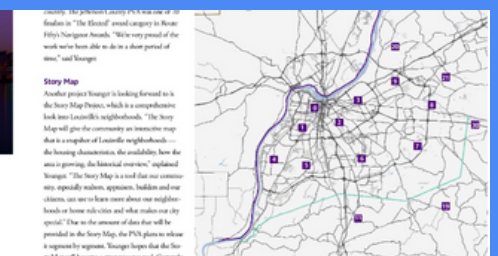 country. The Jefferson County PVA was one of 10
finalists in "The Elected" award category in Route
Fifty's Navigator Awards. "We're very proud of the
work we've been able to do in a short period of
time," said Younger.
Story Map
Another project Younger is looking forward to is
the Story Map Project, which is a comprehensive
look into Louisville's neighborhoods. "The Story
Map will give the community an interactive map
that is a snapshot of Louisville neighborhoods —
the housing characteristics, the availability, how the
area is growing, the historical overview," explained
Younger. "The Story Map is a tool that our commu-
nity, especially realtors, appraisers, builders and our
citizens, can use to learn more about our neighbor-
hoods or home rule cities and what makes our city
special." Due to the amount of data that will be
provided in the Story Map, the PVA plans to release
it segment by segment. Younger hopes that the Sto-
20
9
21
3
8
1
2
30
7
4
5
6
19